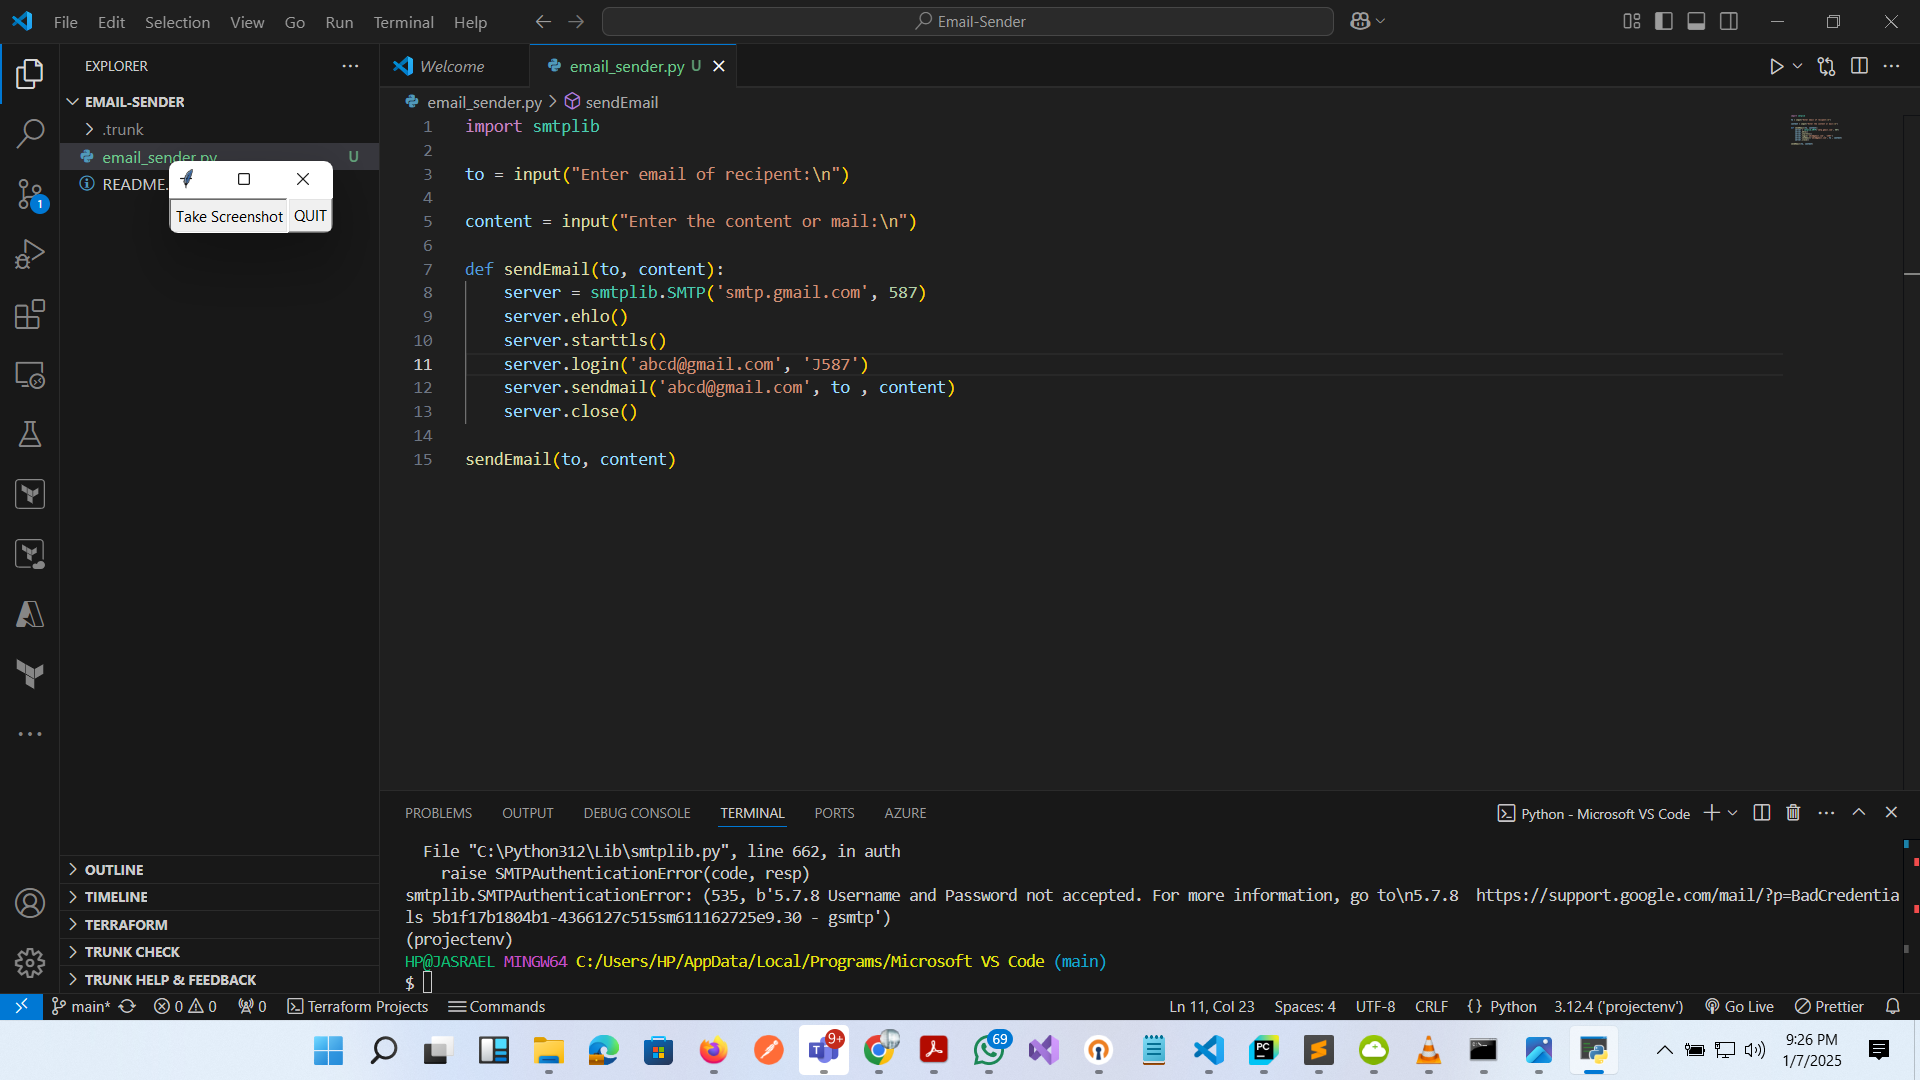 File Edit Selection View Go Run Terminal Help
Email-Sender
EXPLORER
Welcome
email_sender.py U
EMAIL-SENDER
email_sender.py > sendEmail
.trunk
email_sender.py U
README.
Take Screenshot QUIT
1
1 import smtplib
2
3 to = input("Enter email of recipent:\n")
4
5 content = input("Enter the content or mail:\n")
6
7 def sendEmail(to, content):
8 server = smtplib.SMTP('smtp.gmail.com', 587)
9 server.ehlo()
10 server.starttls()
11 server.login('abcd@gmail.com', 'J587')
12 server.sendmail('abcd@gmail.com', to , content)
13 server.close()
14
15 sendEmail(to, content)
OUTLINE
TIMELINE
TERRAFORM
TRUNK CHECK
TRUNK HELP & FEEDBACK
PROBLEMS OUTPUT DEBUG CONSOLE TERMINAL PORTS AZURE
Python - Microsoft VS Code
File "C:\Python312\Lib\smtplib.py", line 662, in auth
raise SMTPAuthenticationError(code, resp)
smtplib.SMTPAuthenticationError: (535, b'5.7.8 Username and Password not accepted. For more information, go to\n5.7.8  https://support.google.com/mail/?p=BadCredentia
ls 5b1f17b1804b1-4366127c515sm611162725e9.30 - gsmtp')
(projectenv)
HP@JASRAEL MINGW64 C:/Users/HP/AppData/Local/Programs/Microsoft VS Code (main)
$
main* 0 0 0 Terraform Projects Commands
Ln 11, Col 23 Spaces: 4 UTF-8 CRLF {} Python 3.12.4 ('projectenv') Go Live Prettier
9+
69
PC
9:26 PM
1/7/2025